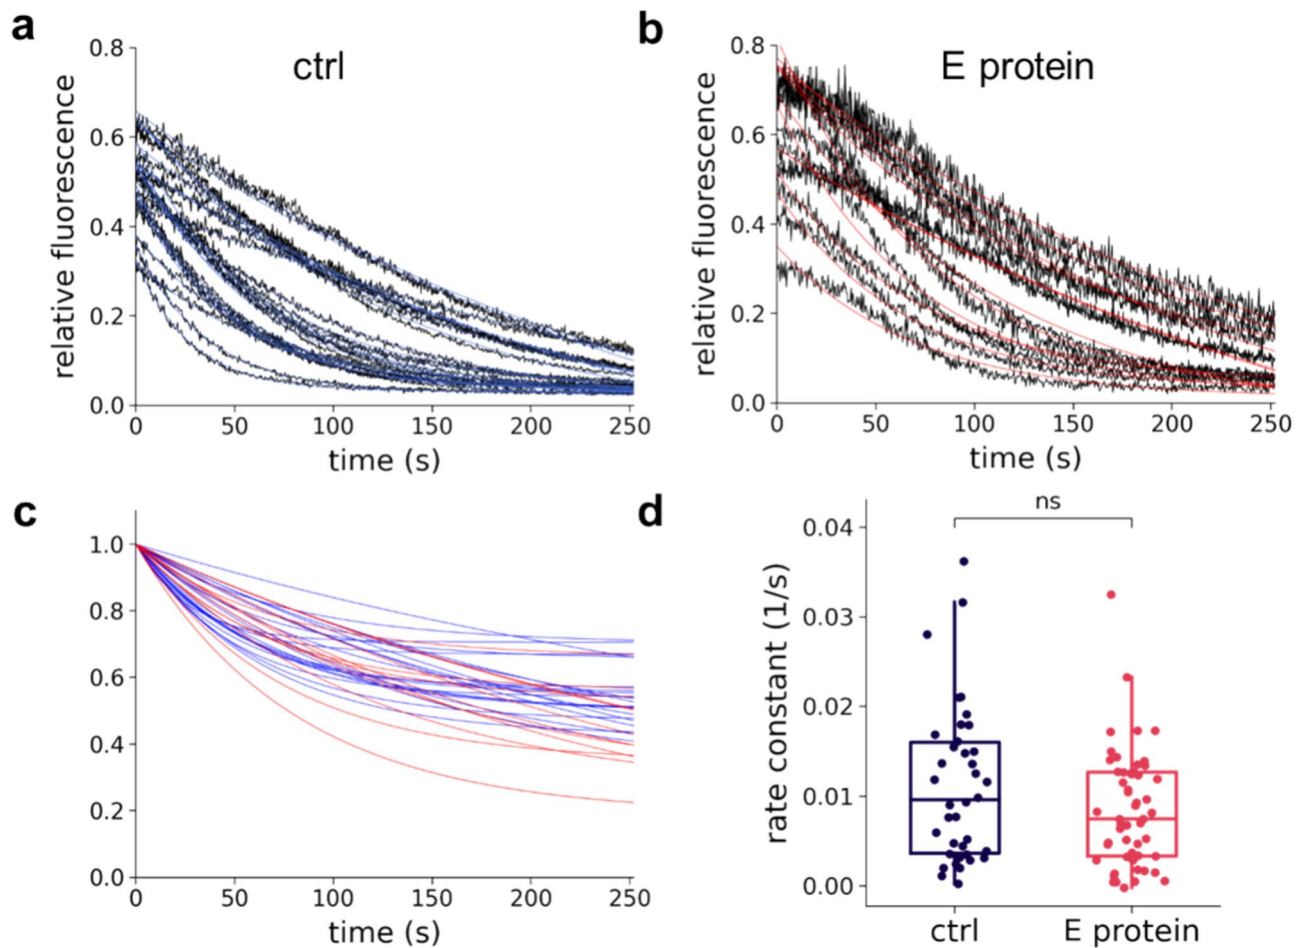 a
ctrl
relative fluorescence
0.8
0.6
0.4
0.2
0.0
0 50 100 150 200 250
time (s)
b
E protein
relative fluorescence
0.8
0.6
0.4
0.2
0.0
0 50 100 150 200 250
time (s)
c
1.0
0.8
0.6
0.4
0.2
0.0
0 50 100 150 200 250
time (s)
d
ns
rate constant (1/s)
0.04
0.03
0.02
0.01
0.00
ctrl E protein